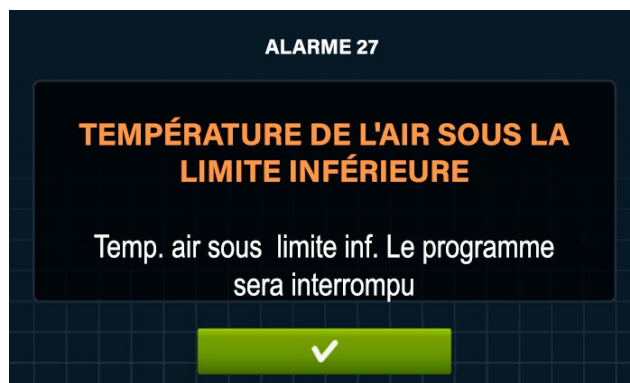 ALARME 27
TEMPÉRATURE DE L'AIR SOUS LA
LIMITE INFÉRIEURE
Temp. air sous limite inf. Le programme
sera interrompu